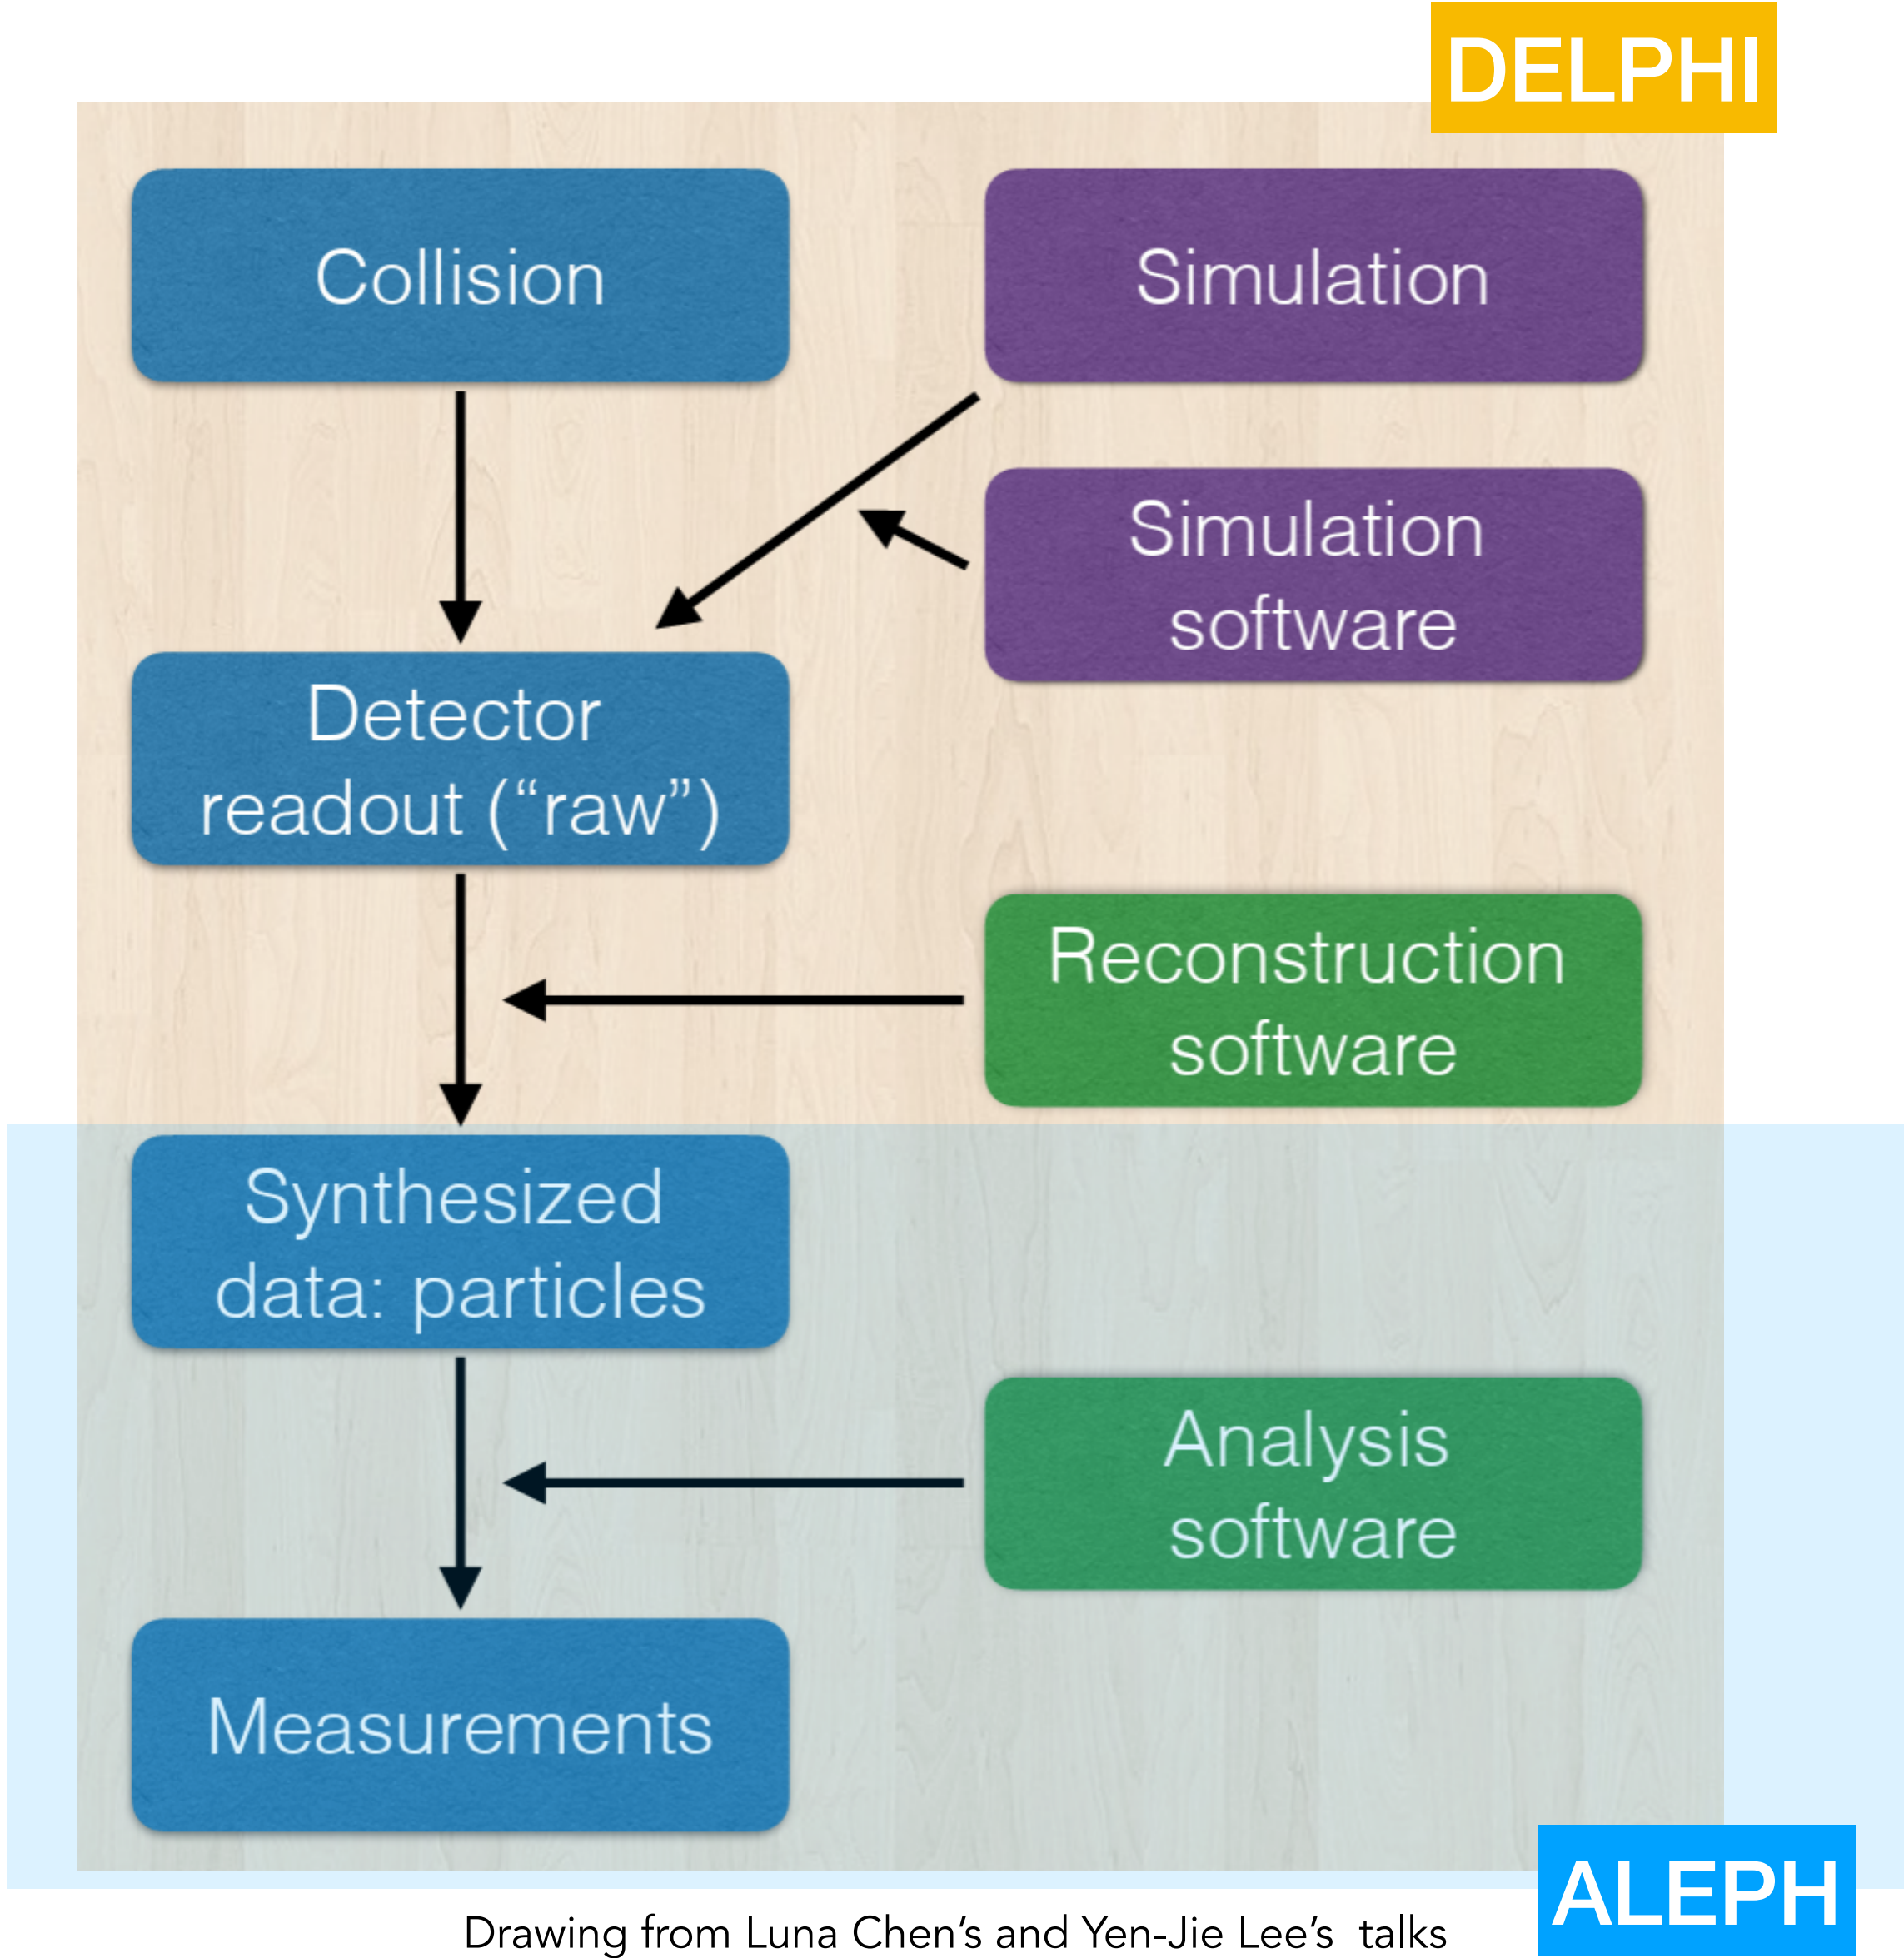 DELPHI
Collision
Simulation
Simulation
software
Detector
readout (“raw”)
Reconstruction
software
Synthesized
data: particles
Analysis
software
Measurements
ALEPH
Drawing from Luna Chen’s and Yen-Jie Lee’s  talks